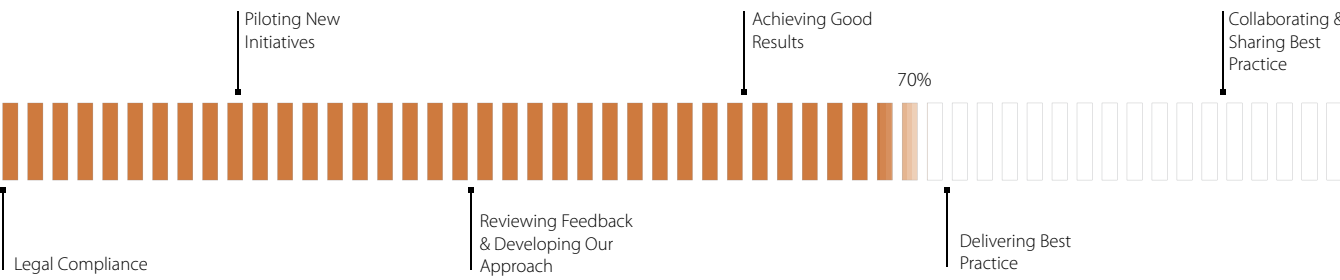 Piloting New
Initiatives
Achieving Good
Results
Collaborating &
Sharing Best
Practice
70%
Legal Compliance
Reviewing Feedback
& Developing Our
Approach
Delivering Best
Practice